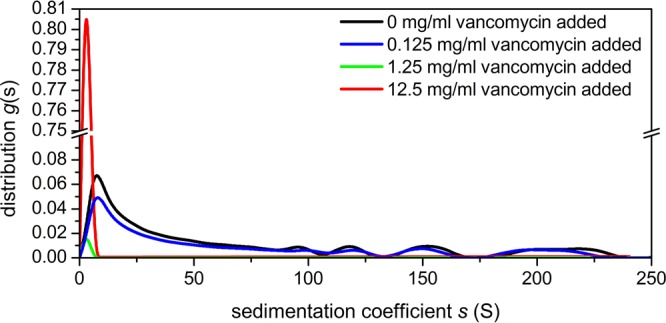 0.81
0.80
0.79
0.78
0.77
0.76
0.75
0.08
0.06
0.04
0.02
0.00
distribution g(s)
0 mg/ml vancomycin added
0.125 mg/ml vancomycin added
1.25 mg/ml vancomycin added
12.5 mg/ml vancomycin added
0 50 100 150 200 250
sedimentation coefficient s (S)